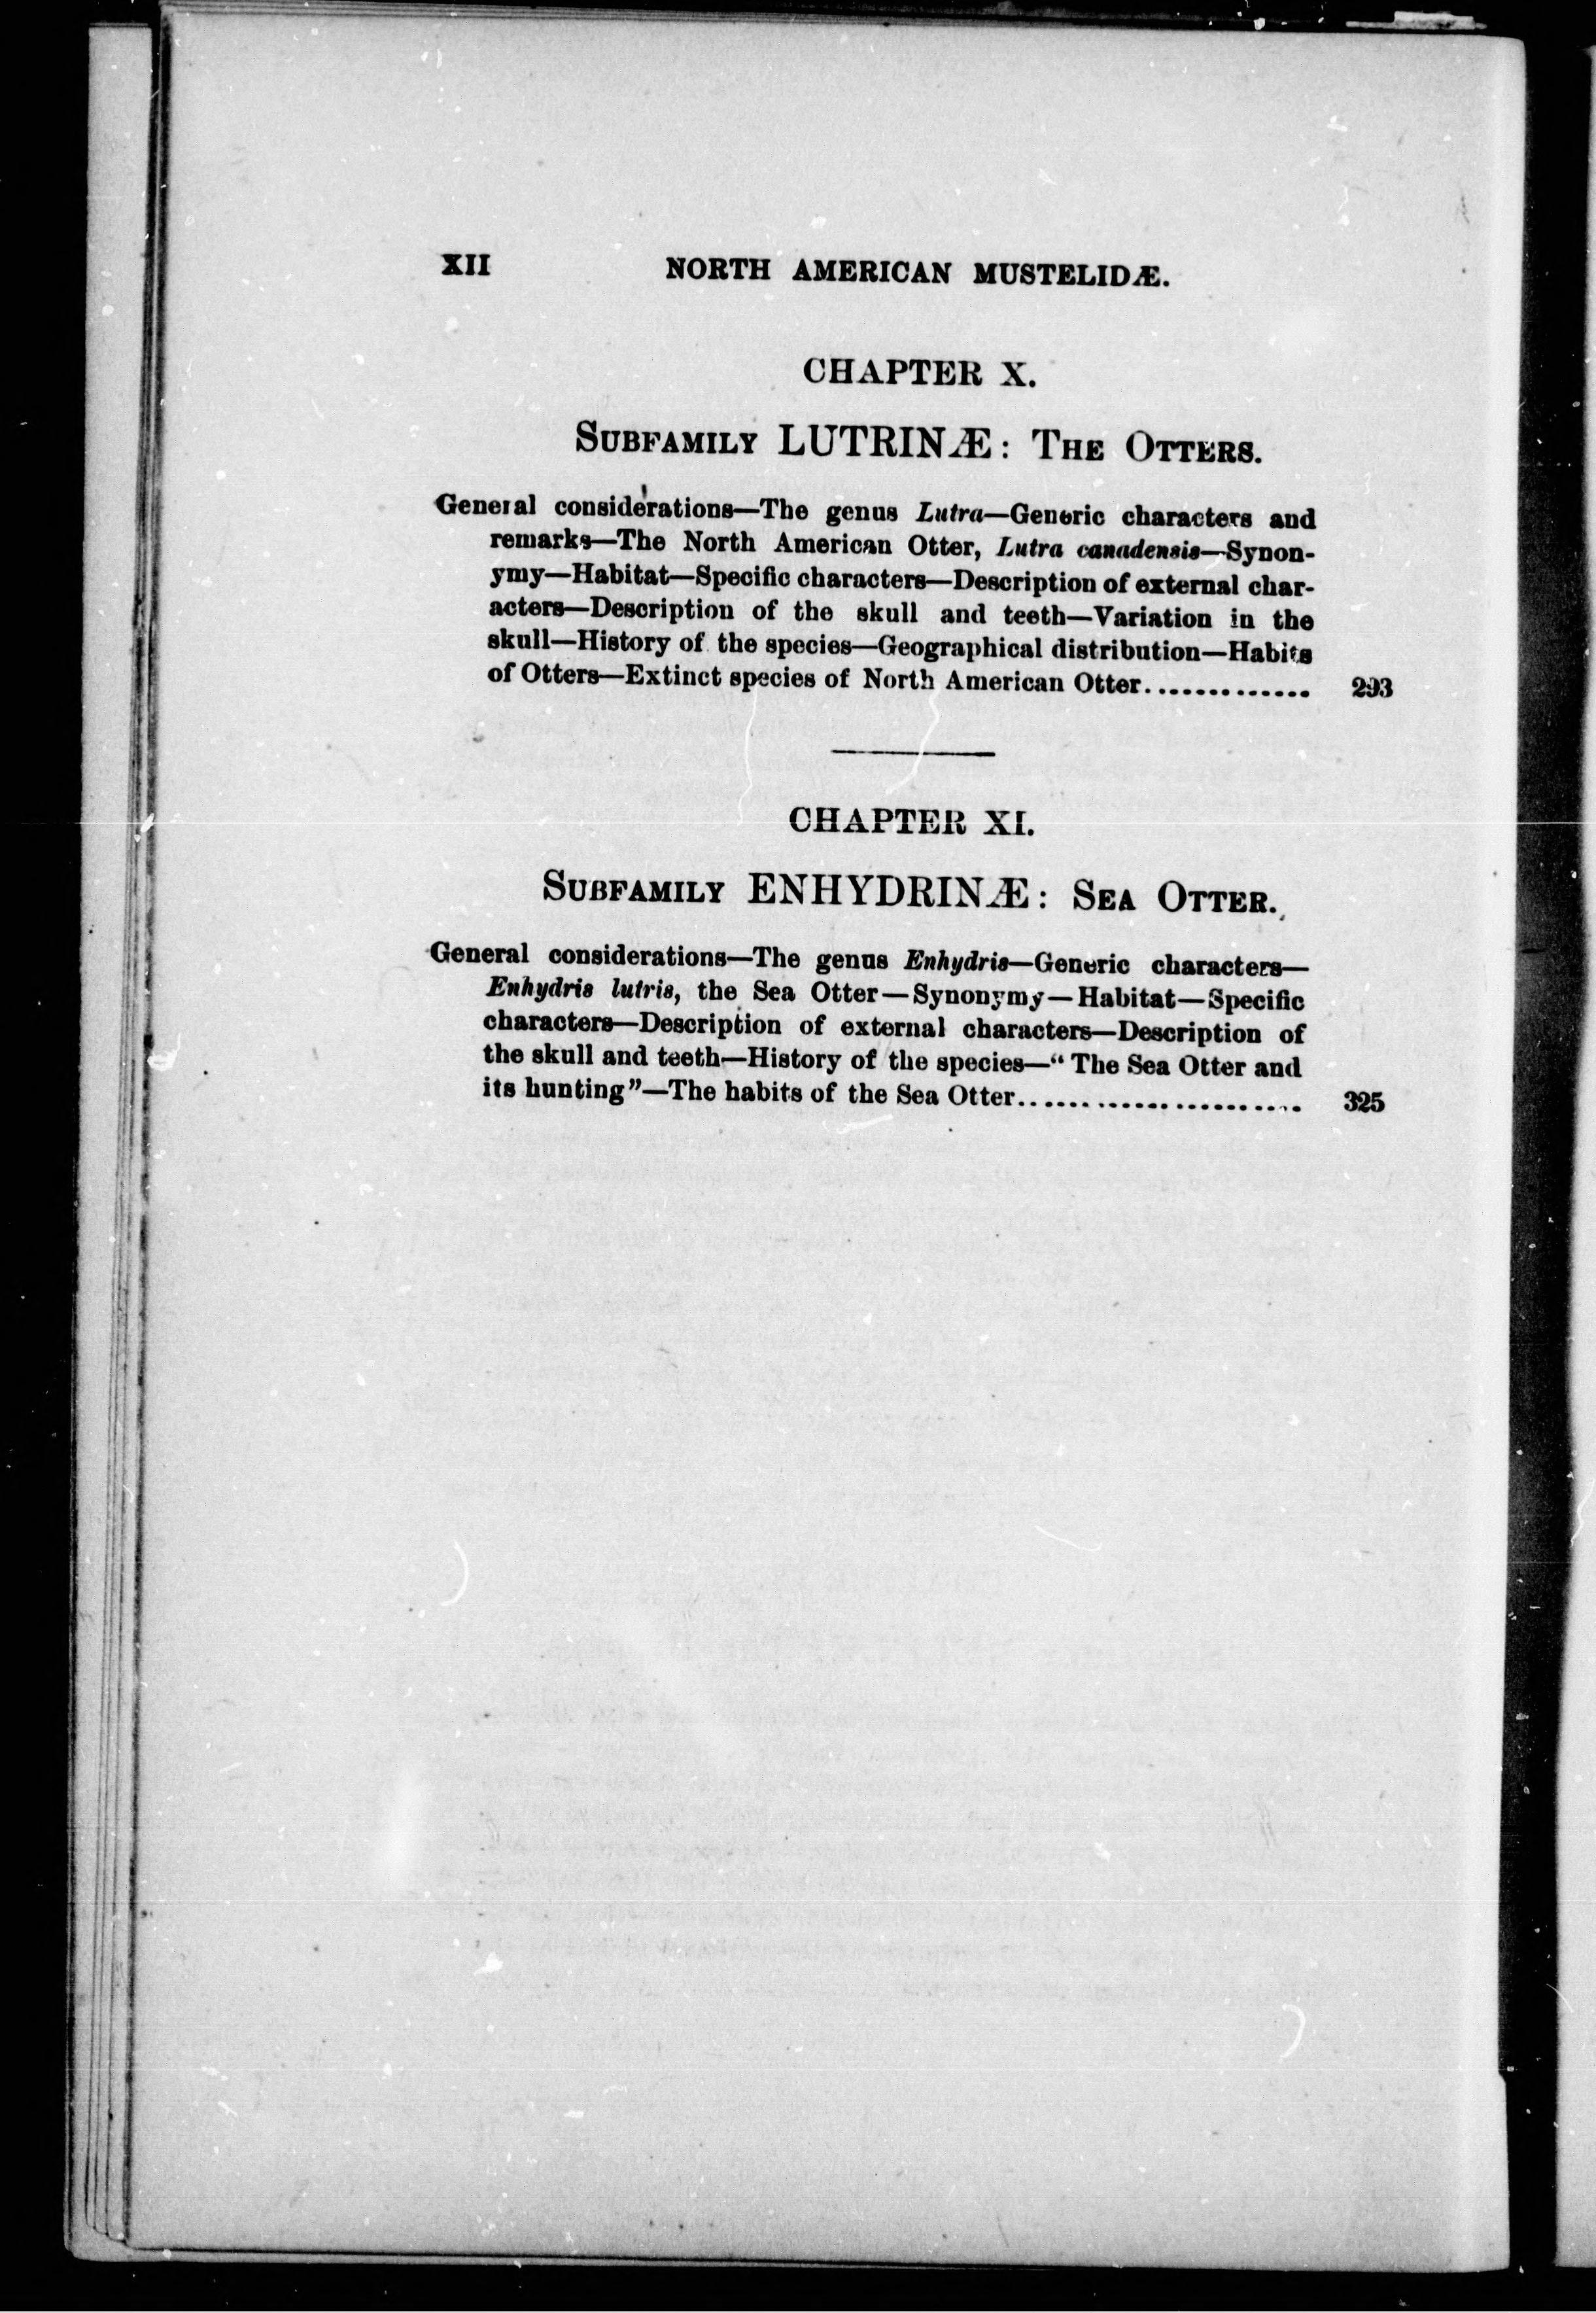 XII NORTH AMERICAN MUSTELIDÆ.
CHAPTER X.
SUBFAMILY LUTRINÆ: THE OTTERS.
General considerations—The genus Lutra—Generic characters and
remarks—The North American Otter, Lutra canadensis—Synon-
ymy—Habitat—Specific characters—Description of external char-
acters—Description of the skull and teeth—Variation in the
skull—History of the species—Geographical distribution—Habits
of Otters—Extinct species of North American Otter............. 293
CHAPTER XI.
SUBFAMILY ENHYDRINÆ: SEA OTTER.
General considerations—The genus Enhydris—Generic characters—
Enhydris lutris, the Sea Otter—Synonymy—Habitat—Specific
characters—Description of external characters—Description of
the skull and teeth—History of the species—"The Sea Otter and
its hunting"—The habits of the Sea Otter...................... 325